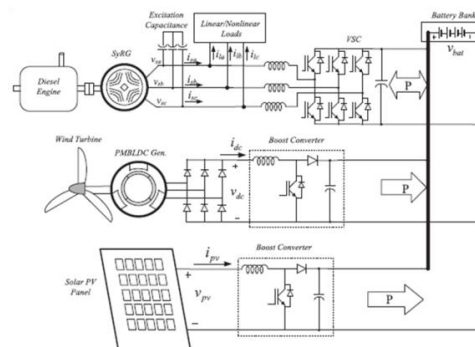 Excitation
Capacitance
Linear/Nonlinear
Loads
Battery Bank
SyRG
VSC
v_bat
i_la i_lb i_lc
v_sa i_sa
v_sb i_sb
v_sc i_sc
Diesel
Engine
P
Wind Turbine
PMBLDC Gen.
i_dc
Boost Converter
+
v_dc
−
P
Solar PV
Panel
i_pv
Boost Converter
+
v_pv
−
P